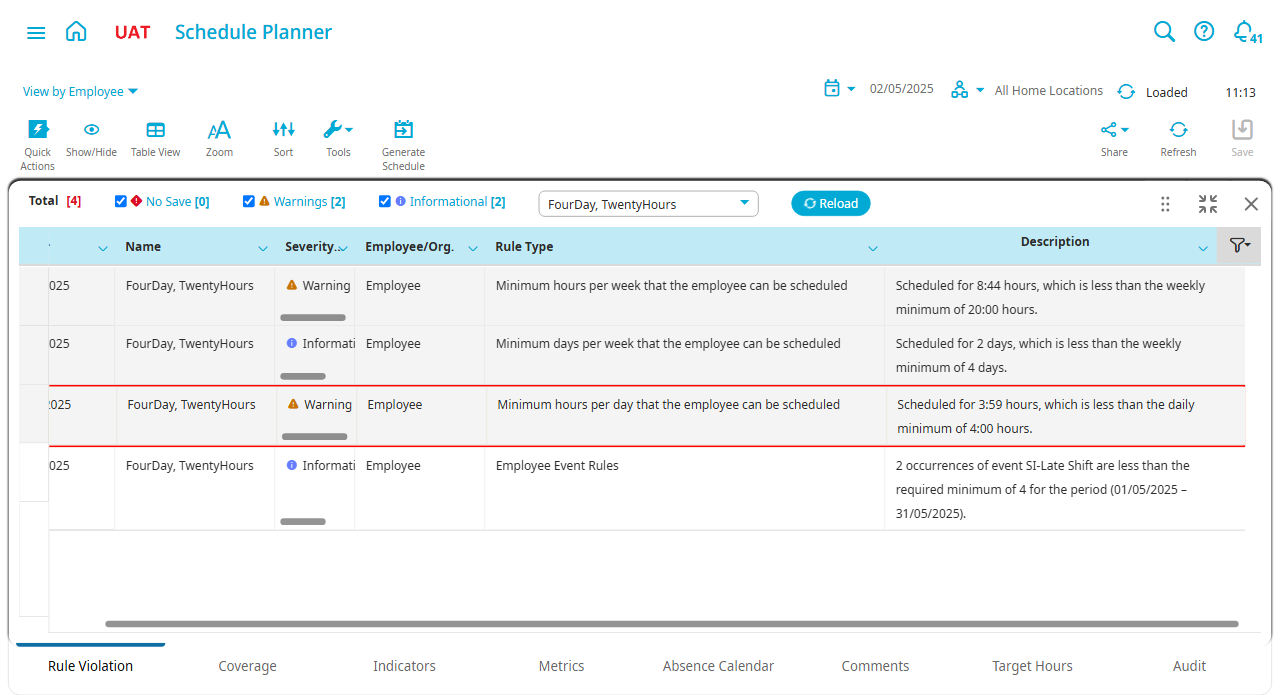 UAT Schedule Planner
41
View by Employee
02/05/2025 All Home Locations Loaded 11:13
Quick Actions Show/Hide Table View Zoom Sort Tools Generate Schedule Share Refresh Save
Total [4] No Save [0] Warnings [2] Informational [2] FourDay, TwentyHours Reload
Name Severity... Employee/Org. Rule Type Description
025 FourDay, TwentyHours Warning Employee Minimum hours per week that the employee can be scheduled Scheduled for 8:44 hours, which is less than the weekly
minimum of 20:00 hours.
025 FourDay, TwentyHours Informati Employee Minimum days per week that the employee can be scheduled Scheduled for 2 days, which is less than the weekly
minimum of 4 days.
2025 FourDay, TwentyHours Warning Employee Minimum hours per day that the employee can be scheduled Scheduled for 3:59 hours, which is less than the daily
minimum of 4:00 hours.
025 FourDay, TwentyHours Informati Employee Employee Event Rules 2 occurrences of event SI-Late Shift are less than the
required minimum of 4 for the period (01/05/2025 –
31/05/2025).
Rule Violation Coverage Indicators Metrics Absence Calendar Comments Target Hours Audit